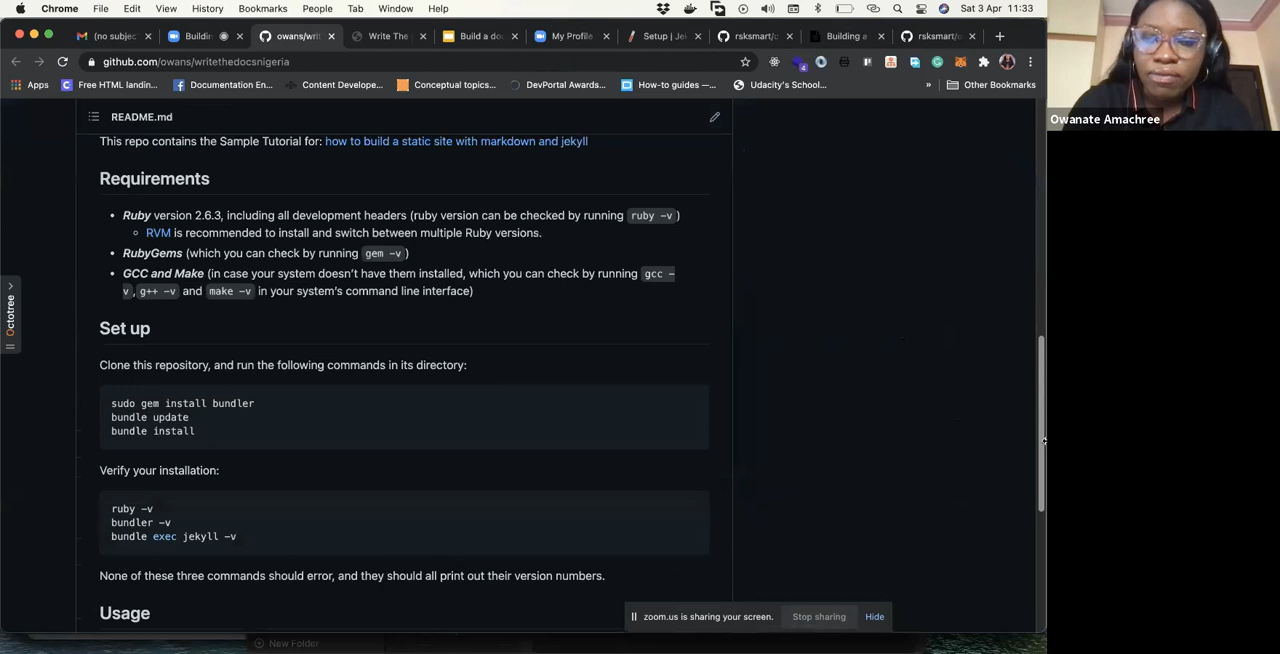 Chrome File Edit View History Bookmarks People Tab Window Help Sat 3 Apr 11:33
(no subjec Buildin owans/writ Write The Build a do My Profile Setup | Je rsksmart/c Building a rsksmart/
github.com/owans/writethedocsnigeria
4
Apps Free HTML landin... Documentation En... Content Develope... Conceptual topics... DevPortal Awards... How-to guides —... Udacity's School... » Other Bookmarks
Owanate Amachree
README.md
This repo contains the Sample Tutorial for: how to build a static site with markdown and jekyll
Requirements
• Ruby version 2.6.3, including all development headers (ruby version can be checked by running ruby -v)
RVM is recommended to install and switch between multiple Ruby versions.
• RubyGems (which you can check by running gem -v)
• GCC and Make (in case your system doesn't have them installed, which you can check by running gcc -
v, g++ -v and make -v in your system's command line interface)
Octotree
Set up
Clone this repository, and run the following commands in its directory:
sudo gem install bundler
bundle update
bundle install
Verify your installation:
ruby -v
bundler -v
bundle exec jekyll -v
None of these three commands should error, and they should all print out their version numbers.
Usage
zoom.us is sharing your screen. Stop sharing Hide
New Folder